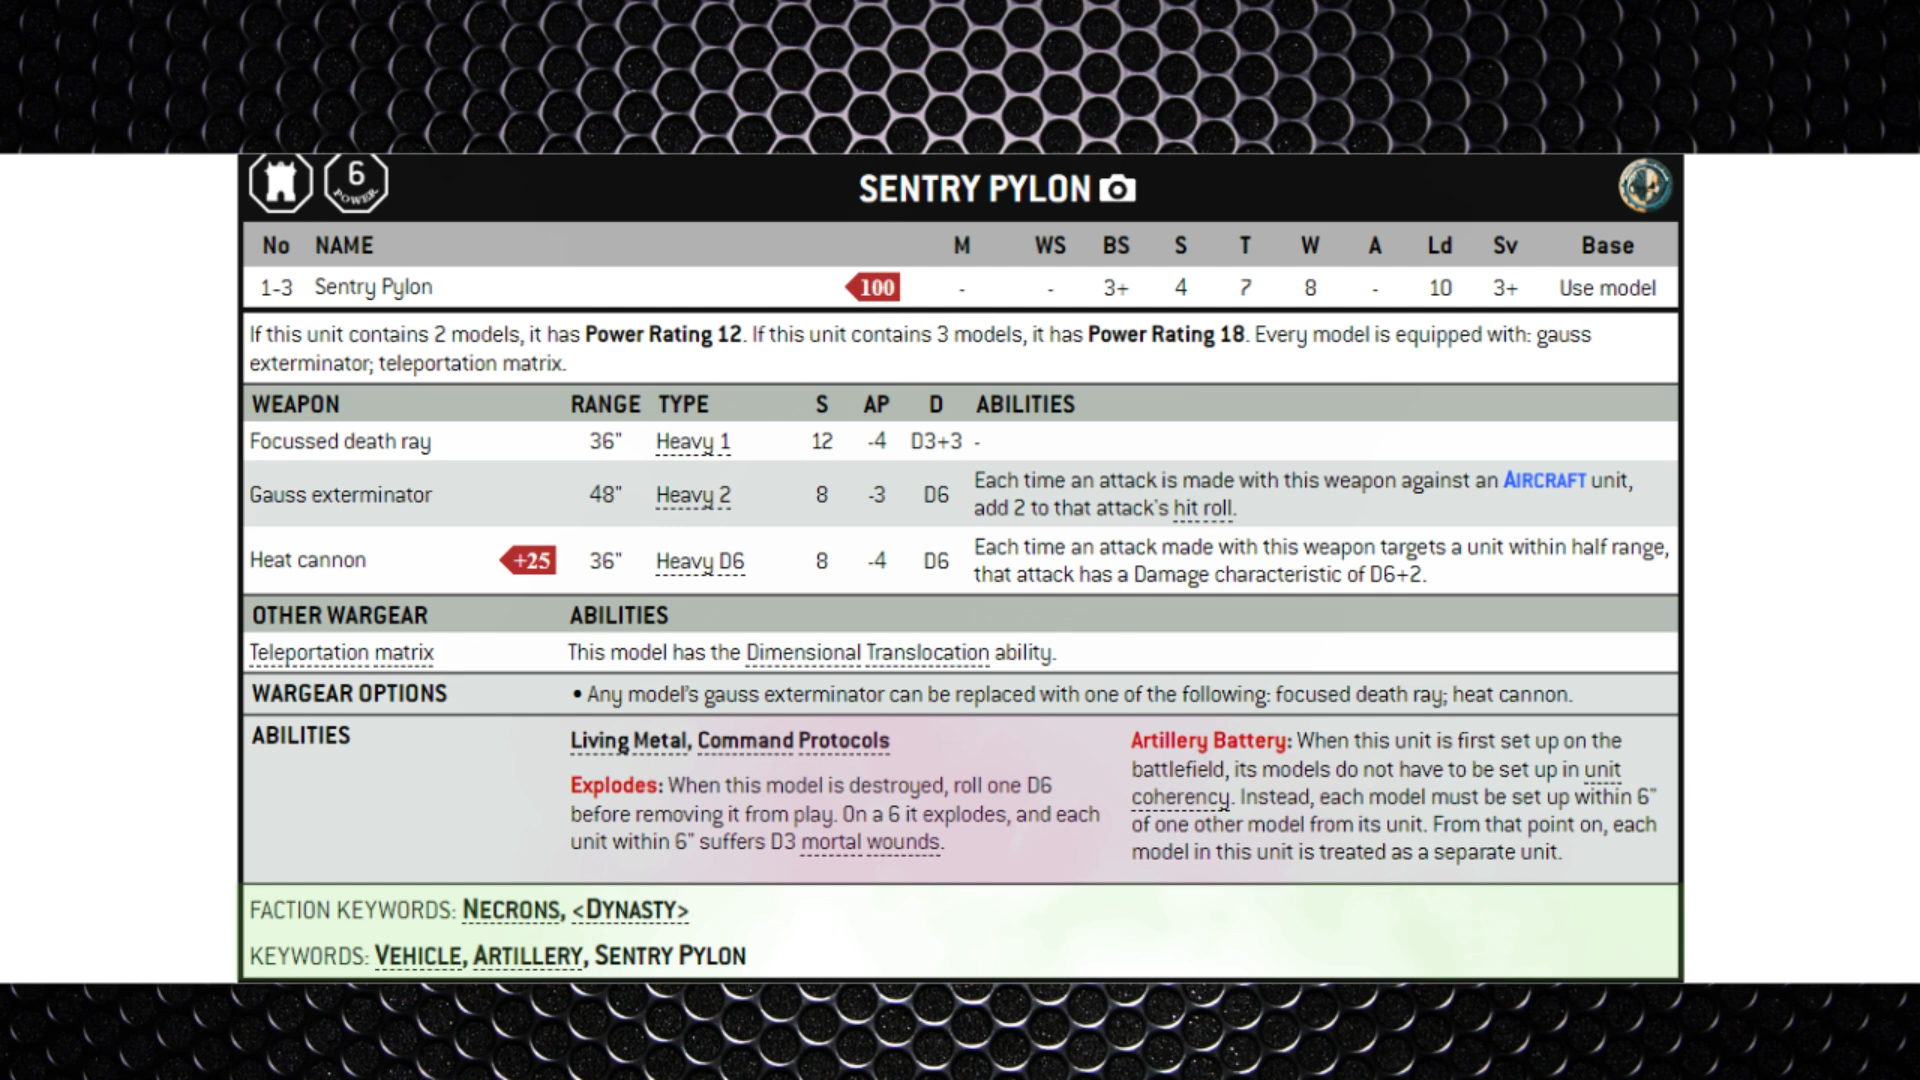 6
POWER
SENTRY PYLON
No NAME M WS BS S T W A Ld Sv Base
1-3 Sentry Pylon 100 - - 3+ 4 7 8 - 10 3+ Use model
If this unit contains 2 models, it has Power Rating 12. If this unit contains 3 models, it has Power Rating 18. Every model is equipped with: gauss
exterminator; teleportation matrix.
WEAPON RANGE TYPE S AP D ABILITIES
Focussed death ray 36" Heavy 1 12 -4 D3+3 -
Gauss exterminator 48" Heavy 2 8 -3 D6 Each time an attack is made with this weapon against an AIRCRAFT unit,
add 2 to that attack's hit roll.
Heat cannon +25 36" Heavy D6 8 -4 D6 Each time an attack made with this weapon targets a unit within half range,
that attack has a Damage characteristic of D6+2.
OTHER WARGEAR ABILITIES
Teleportation matrix This model has the Dimensional Translocation ability.
WARGEAR OPTIONS • Any model's gauss exterminator can be replaced with one of the following: focused death ray; heat cannon.
ABILITIES
Living Metal, Command Protocols
Explodes: When this model is destroyed, roll one D6
before removing it from play. On a 6 it explodes, and each
unit within 6" suffers D3 mortal wounds.
Artillery Battery: When this unit is first set up on the
battlefield, its models do not have to be set up in unit
coherency. Instead, each model must be set up within 6"
of one other model from its unit. From that point on, each
model in this unit is treated as a separate unit.
FACTION KEYWORDS: NECRONS, <DYNASTY>
KEYWORDS: VEHICLE, ARTILLERY, SENTRY PYLON